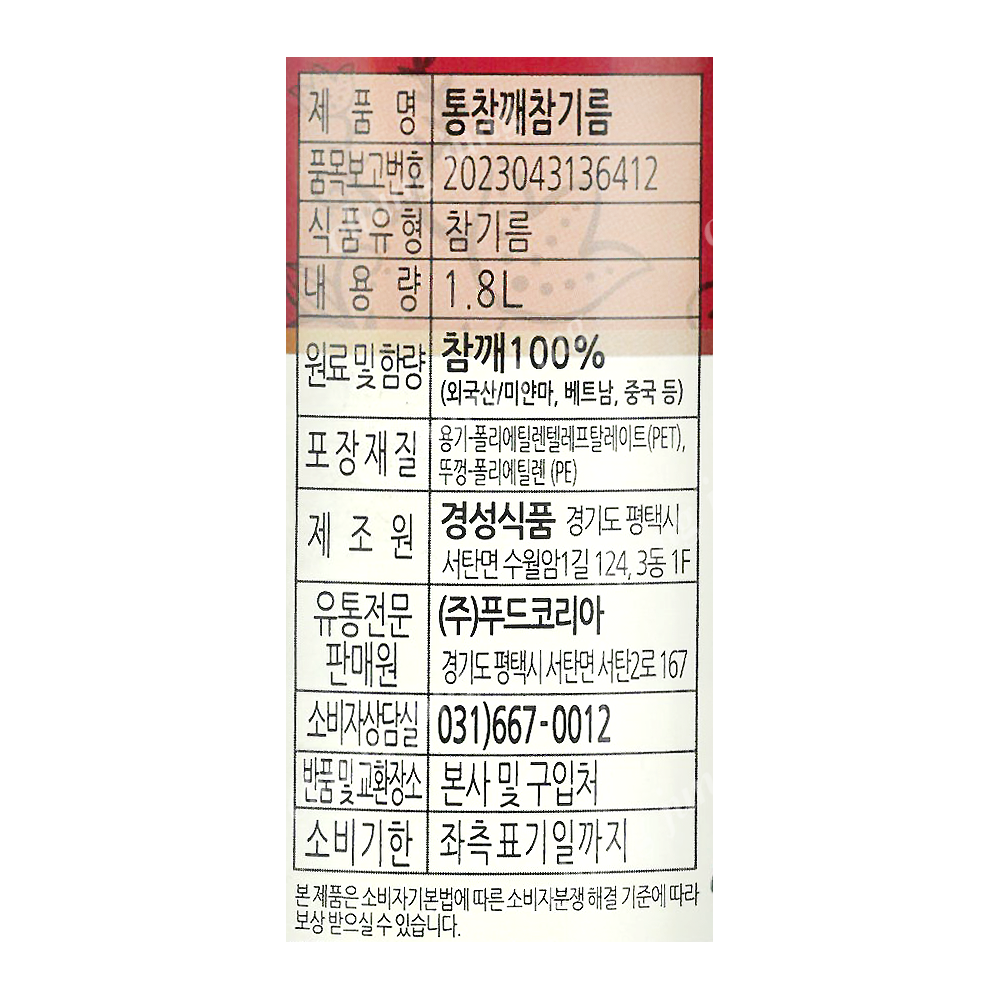 제 품 명 통참깨참기름
품목보고번호 2023043136412
식품유형 참기름
내 용 량 1.8L
원료 및 함량 참깨100%
(외국산/미얀마, 베트남, 중국 등)
포장재질 용기-폴리에틸렌텔레프탈레이트(PET),
뚜껑-폴리에틸렌 (PE)
제 조 원 경성식품 경기도 평택시
서탄면 수월암1길 124, 3동 1F
유통전문 (주)푸드코리아
판매원 경기도 평택시 서탄면 서탄2로 167
소비자상담실 031)667-0012
반품 및 교환장소 본사 및 구입처
소비기한 좌측표기일까지
본 제품은 소비자기본법에 따른 소비자분쟁 해결 기준에 따라
보상 받으실 수 있습니다.